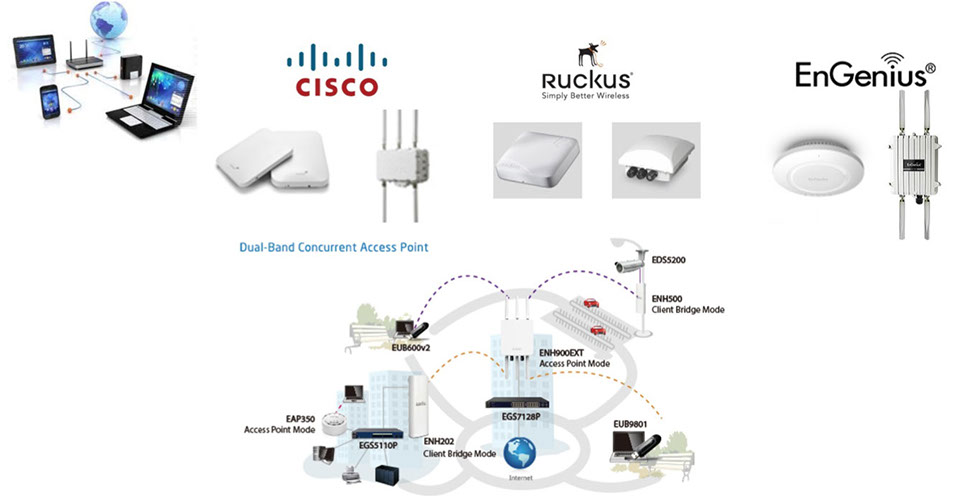 CISCO
RUCKUS®
Simply Better Wireless
EnGenius®
EnGenius
Dual-Band Concurrent Access Point
EDS5200
ENH500
Client Bridge Mode
EUB600v2
ENH900EXT
Access Point Mode
EAP350
Access Point Mode
EGS7128P
EGS5110P
ENH202
Client Bridge Mode
EUB9801
Internet